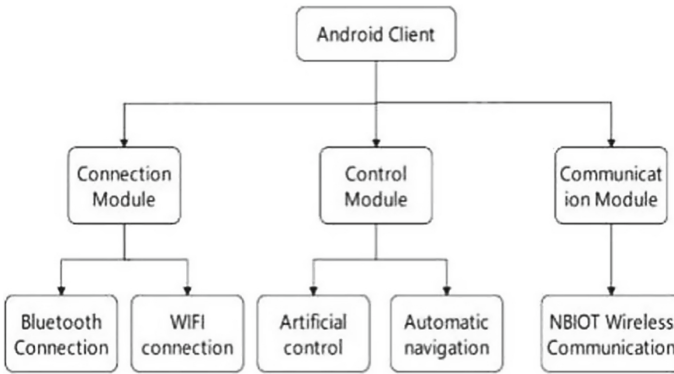 Android Client
Connection
Module
Control
Module
Communicat
ion Module
Bluetooth
Connection
WIFI
connection
Artificial
control
Automatic
navigation
NBIOT Wireless
Communication